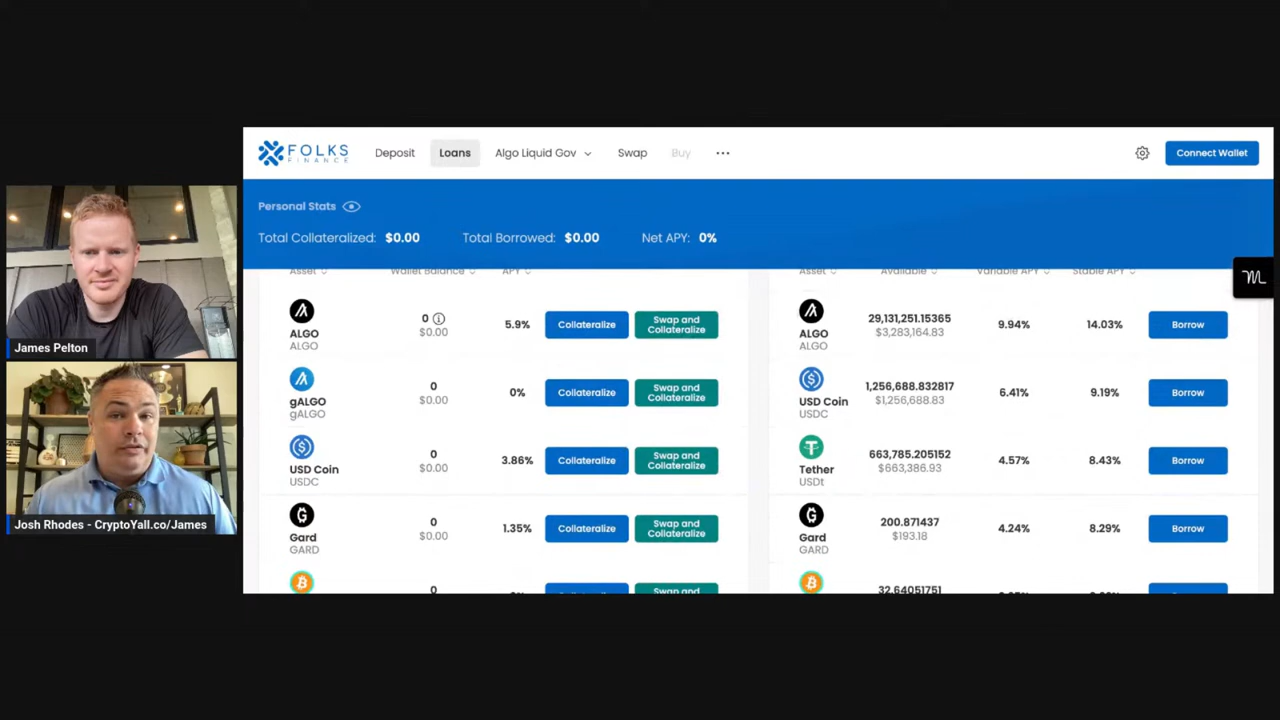 FOLKS
FINANCE
Deposit
Loans
Algo Liquid Gov
Swap
Buy
Connect Wallet
Personal Stats
Total Collateralized: $0.00
Total Borrowed: $0.00
Net APY: 0%
Asset
Wallet Balance
APY
Asset
Available
Variable APY
Stable APY
ALGO
ALGO
0
$0.00
5.9%
Collateralize
Swap and
Collateralize
ALGO
ALGO
29,131,251.15365
$3,283,164.83
9.94%
14.03%
Borrow
gALGO
gALGO
0
$0.00
0%
Collateralize
Swap and
Collateralize
USD Coin
USDC
1,256,688.832817
$1,256,688.83
6.41%
9.19%
Borrow
USD Coin
USDC
0
$0.00
3.86%
Collateralize
Swap and
Collateralize
Tether
USDt
663,785.205152
$663,386.93
4.57%
8.43%
Borrow
Gard
GARD
0
$0.00
1.35%
Collateralize
Swap and
Collateralize
Gard
GARD
200.871437
$193.18
4.24%
8.29%
Borrow
0
Swap and
32.64051751
James Pelton
Josh Rhodes - CryptoYall.co/James